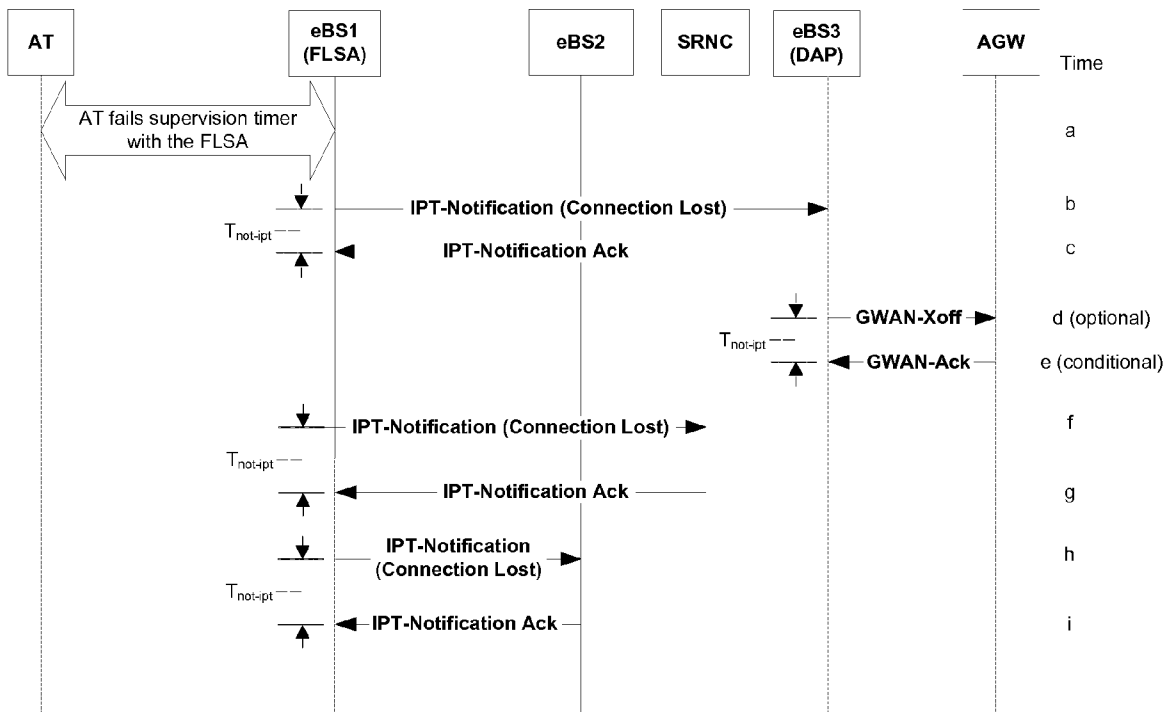 AT
eBS1
(FLSA)
eBS2
SRNC
eBS3
(DAP)
AGW
Time
AT fails supervision timer
with the FLSA
a
IPT-Notification (Connection Lost)
b
Tnot-ipt
IPT-Notification Ack
c
GWAN-Xoff
d (optional)
Tnot-ipt
GWAN-Ack
e (conditional)
IPT-Notification (Connection Lost)
f
Tnot-ipt
IPT-Notification Ack
g
IPT-Notification
(Connection Lost)
h
Tnot-ipt
IPT-Notification Ack
i